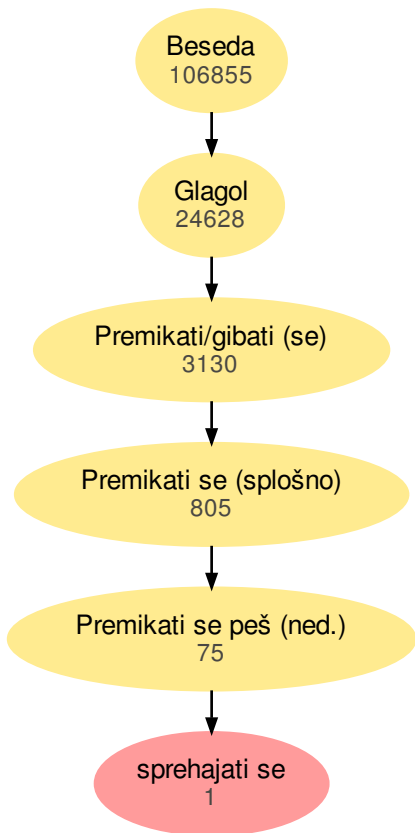 Beseda
106855
Glagol
24628
Premikati/gibati (se)
3130
Premikati se (splošno)
805
Premikati se peš (ned.)
75
sprehajati se
1